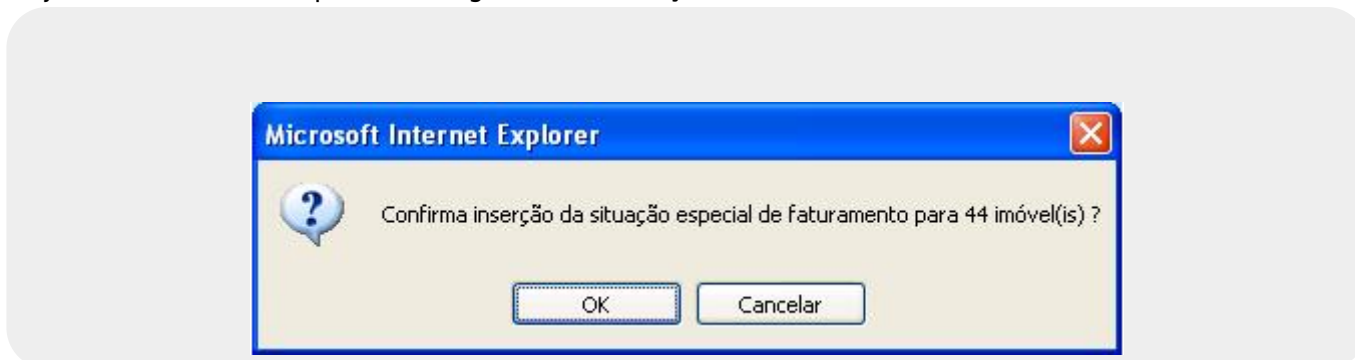 Microsoft Internet Explorer
Confirma inserção da situação especial de faturamento para 44 imóvel(is) ?
OK
Cancelar